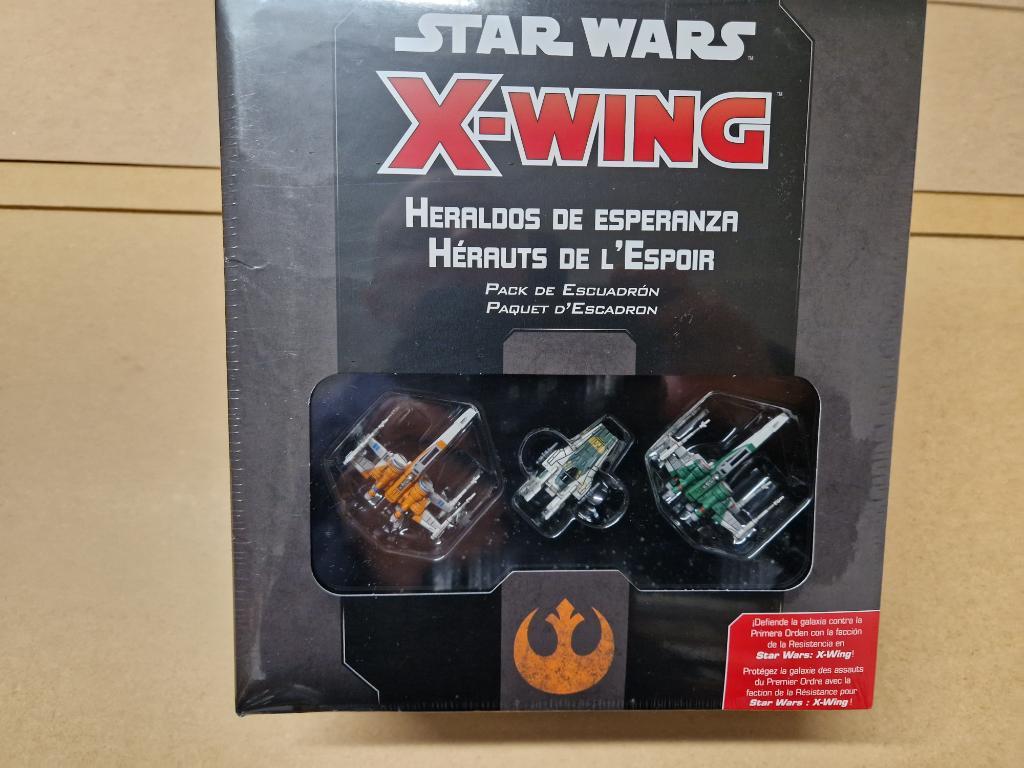 STAR WARS™
X-WING™
HERALDOS DE ESPERANZA
HÉRAUTS DE L'ESPOIR
PACK DE ESCUADRÓN
PAQUET D'ESCADRON
¡Defiende la galaxia contra la
Primera Orden con la facción
de la Resistencia en
Star Wars: X-Wing!
Protégez la galaxie des assauts
du Premier Ordre avec la
faction de la Résistance pour
Star Wars : X-Wing !